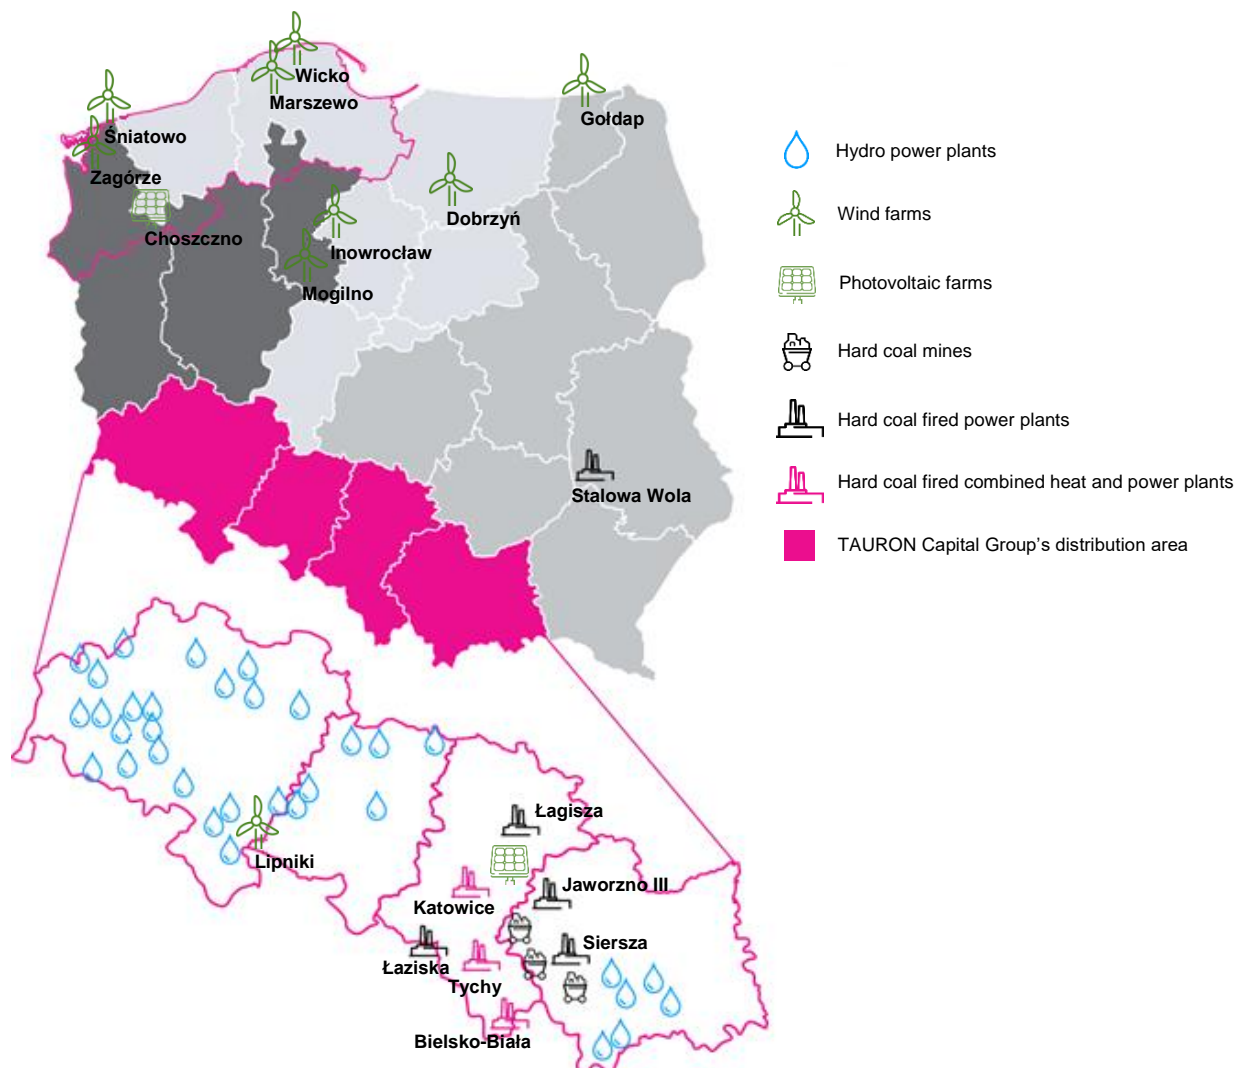 Wicko
Marszewo
Gołdap
Śniatowo
Zagórze
Choszczno
Dobrzyń
Inowrocław
Mogilno
Stalowa Wola
Hydro power plants
Wind farms
Photovoltaic farms
Hard coal mines
Hard coal fired power plants
Hard coal fired combined heat and power plants
TAURON Capital Group’s distribution area
Łagisza
Lipniki
Jaworzno III
Katowice
Siersza
Łaziska
Tychy
Bielsko-Biała